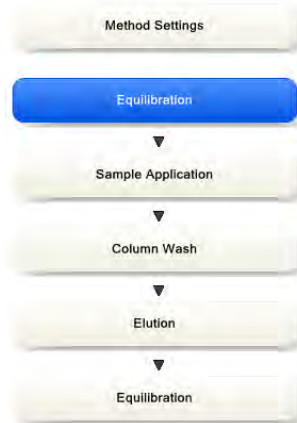 Method Settings
Equilibration
Sample Application
Column Wash
Elution
Equilibration